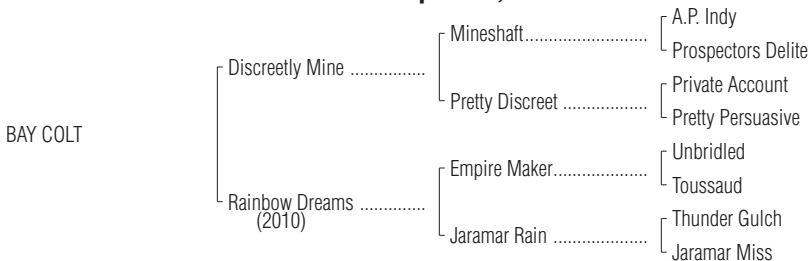 A.P. Indy
Mineshaft..........................
Prospectors Delite
Discreetly Mine ................
Private Account
Pretty Discreet ..................
Pretty Persuasive
BAY COLT
Unbridled
Empire Maker....................
Toussaud
Rainbow Dreams ..............
(2010)
Thunder Gulch
Jaramar Rain ....................
Jaramar Miss